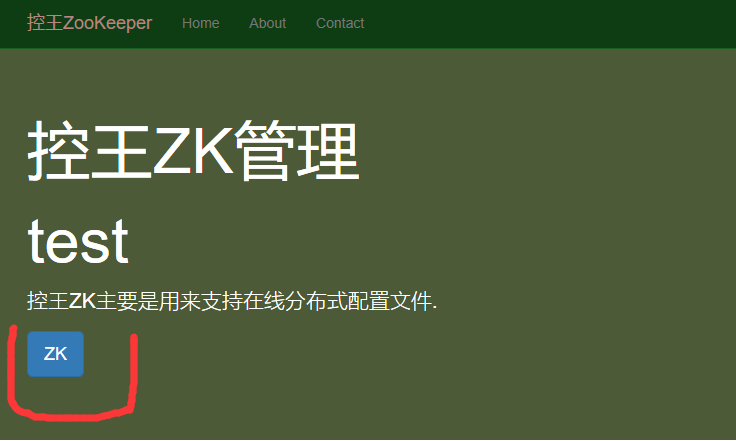 控王ZooKeeper Home About Contact
控王ZK管理
test
控王ZK主要是用来支持在线分布式配置文件.
ZK